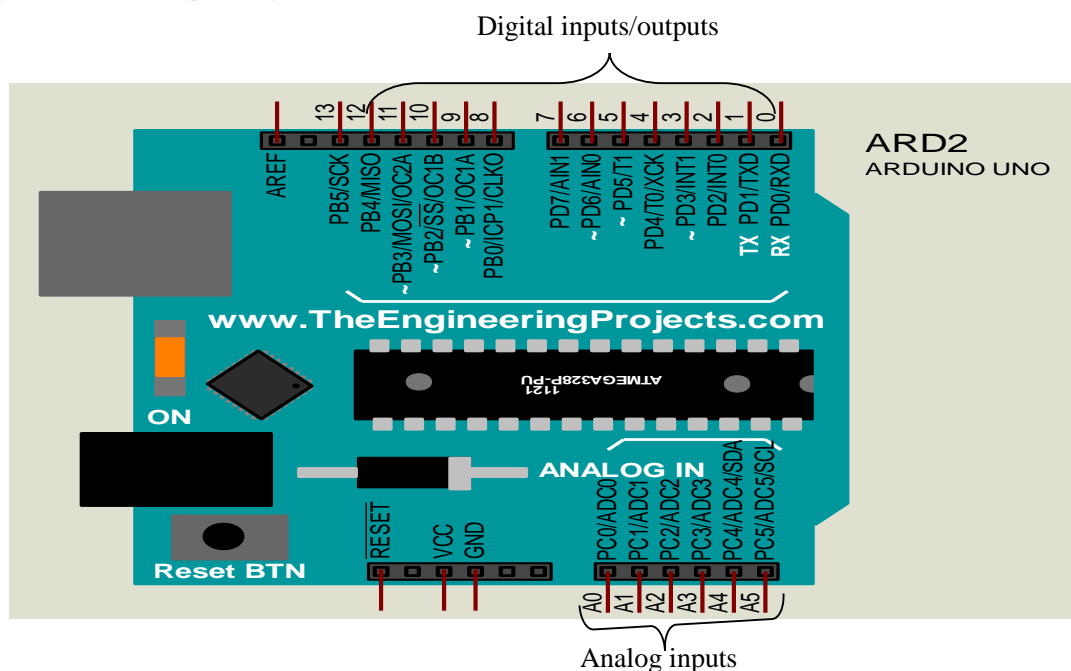 Digital inputs/outputs
13
12
11
10
9
8
7
6
5
4
3
2
1
0
ARD2
ARDUINO UNO
AREF
PB5/SCK
PB4/MISO
~PB3/MOSI/OC2A
~PB2/SS/OC1B
~PB1/OC1A
PB0/ICP1/CLKO
PD7/AIN1
~PD6/AIN0
~PD5/T1
PD4/T0/XCK
~PD3/INT1
PD2/INT0
TX PD1/TXD
RX PD0/RXD
www.TheEngineeringProjects.com
ATMEGA328P-PU
1121
ON
ANALOG IN
RESET
VCC
GND
PC0/ADC0
PC1/ADC1
PC2/ADC2
PC3/ADC3
PC4/ADC4/SDA
PC5/ADC5/SCL
Reset BTN
A0
A1
A2
A3
A4
A5
Analog inputs